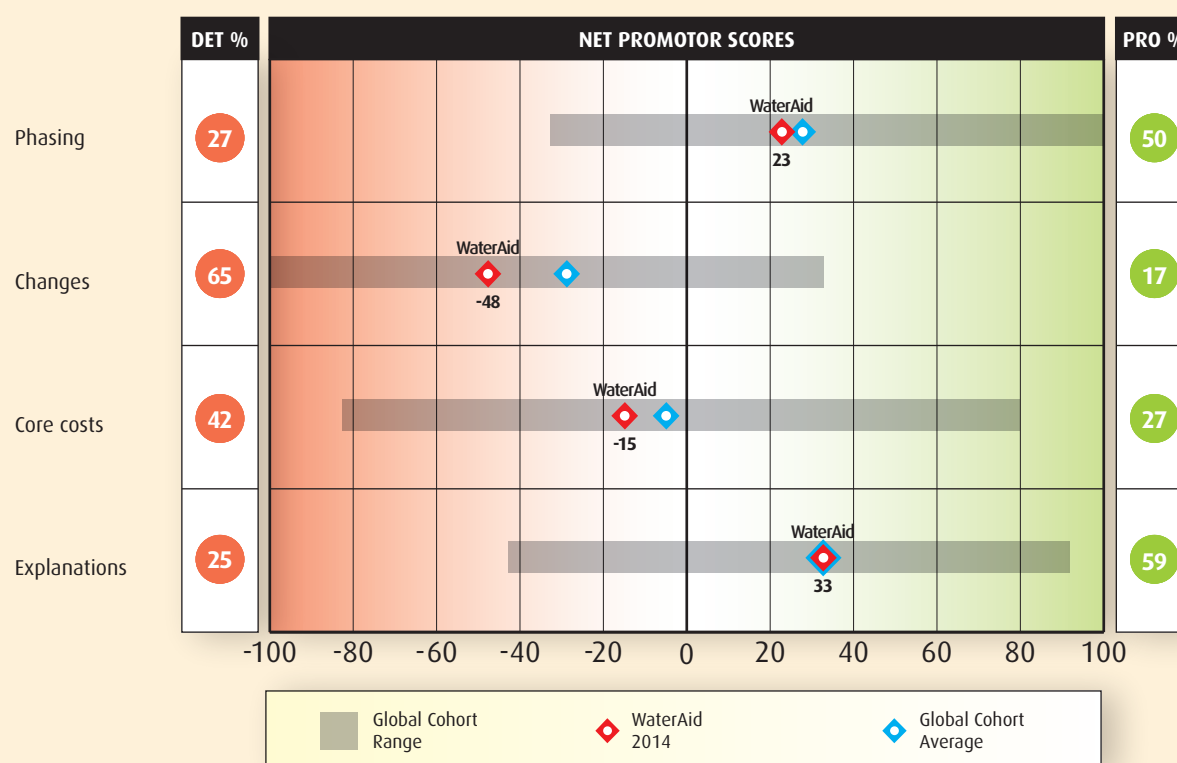 DET %
NET PROMOTOR SCORES
PRO %
Phasing
27
WaterAid
23
50
Changes
65
WaterAid
-48
17
Core costs
42
WaterAid
-15
27
Explanations
25
WaterAid
33
59
-100 -80 -60 -40 -20 0 20 40 60 80 100
Global Cohort
Range
WaterAid
2014
Global Cohort
Average